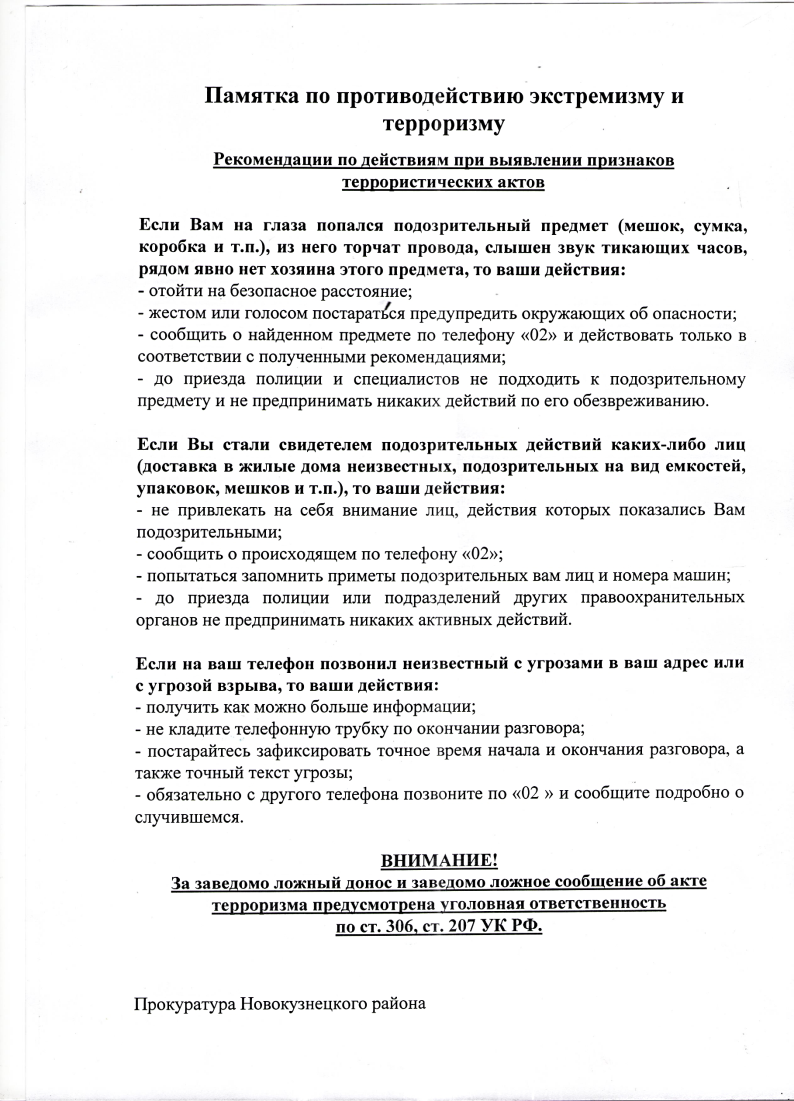 Памятка по противодействию экстремизму и
терроризму
Рекомендации по действиям при выявлении признаков
террористических актов
Если Вам на глаза попался подозрительный предмет (мешок, сумка,
коробка и т.п.), из него торчат провода, слышен звук тикающих часов,
рядом явно нет хозяина этого предмета, то ваши действия:
- отойти на безопасное расстояние;
- жестом или голосом постараться предупредить окружающих об опасности;
- сообщить о найденном предмете по телефону «02» и действовать только в
соответствии с полученными рекомендациями;
- до приезда полиции и специалистов не подходить к подозрительному
предмету и не предпринимать никаких действий по его обезвреживанию.
Если Вы стали свидетелем подозрительных действий каких-либо лиц
(доставка в жилые дома неизвестных, подозрительных на вид емкостей,
упаковок, мешков и т.п.), то ваши действия:
- не привлекать на себя внимание лиц, действия которых показались Вам
подозрительными;
- сообщить о происходящем по телефону «02»;
- попытаться запомнить приметы подозрительных вам лиц и номера машин;
- до приезда полиции или подразделений других правоохранительных
органов не предпринимать никаких активных действий.
Если на ваш телефон позвонил неизвестный с угрозами в ваш адрес или
с угрозой взрыва, то ваши действия:
- получить как можно больше информации;
- не кладите телефонную трубку по окончании разговора;
- постарайтесь зафиксировать точное время начала и окончания разговора, а
также точный текст угрозы;
- обязательно с другого телефона позвоните по «02 » и сообщите подробно о
случившемся.
ВНИМАНИЕ!
За заведомо ложный донос и заведомо ложное сообщение об акте
терроризма предусмотрена уголовная ответственность
по ст. 306, ст. 207 УК РФ.
Прокуратура Новокузнецкого района